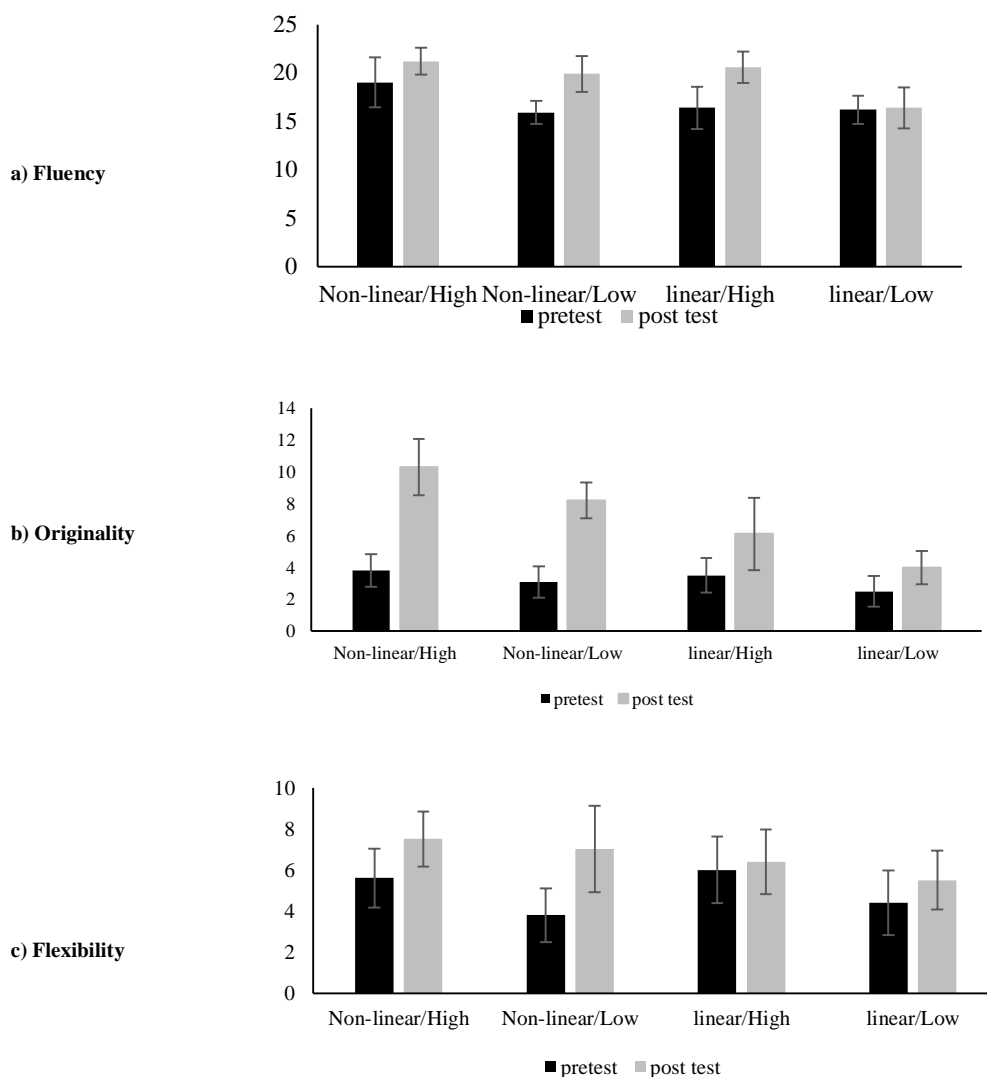 a) Fluency
25
20
15
10
5
0
Non-linear/High Non-linear/Low linear/High linear/Low
pretest post test
b) Originality
14
12
10
8
6
4
2
0
Non-linear/High Non-linear/Low linear/High linear/Low
pretest post test
c) Flexibility
10
8
6
4
2
0
Non-linear/High Non-linear/Low linear/High linear/Low
pretest post test